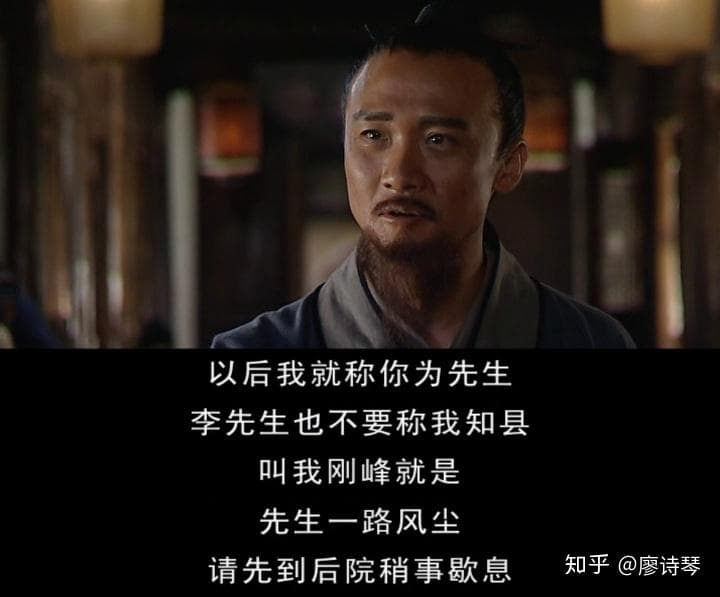 以后我就称你为先生
李先生也不要称我知县
叫我刚峰就是
先生一路风尘
请先到后院稍事歇息
知乎 @廖诗琴